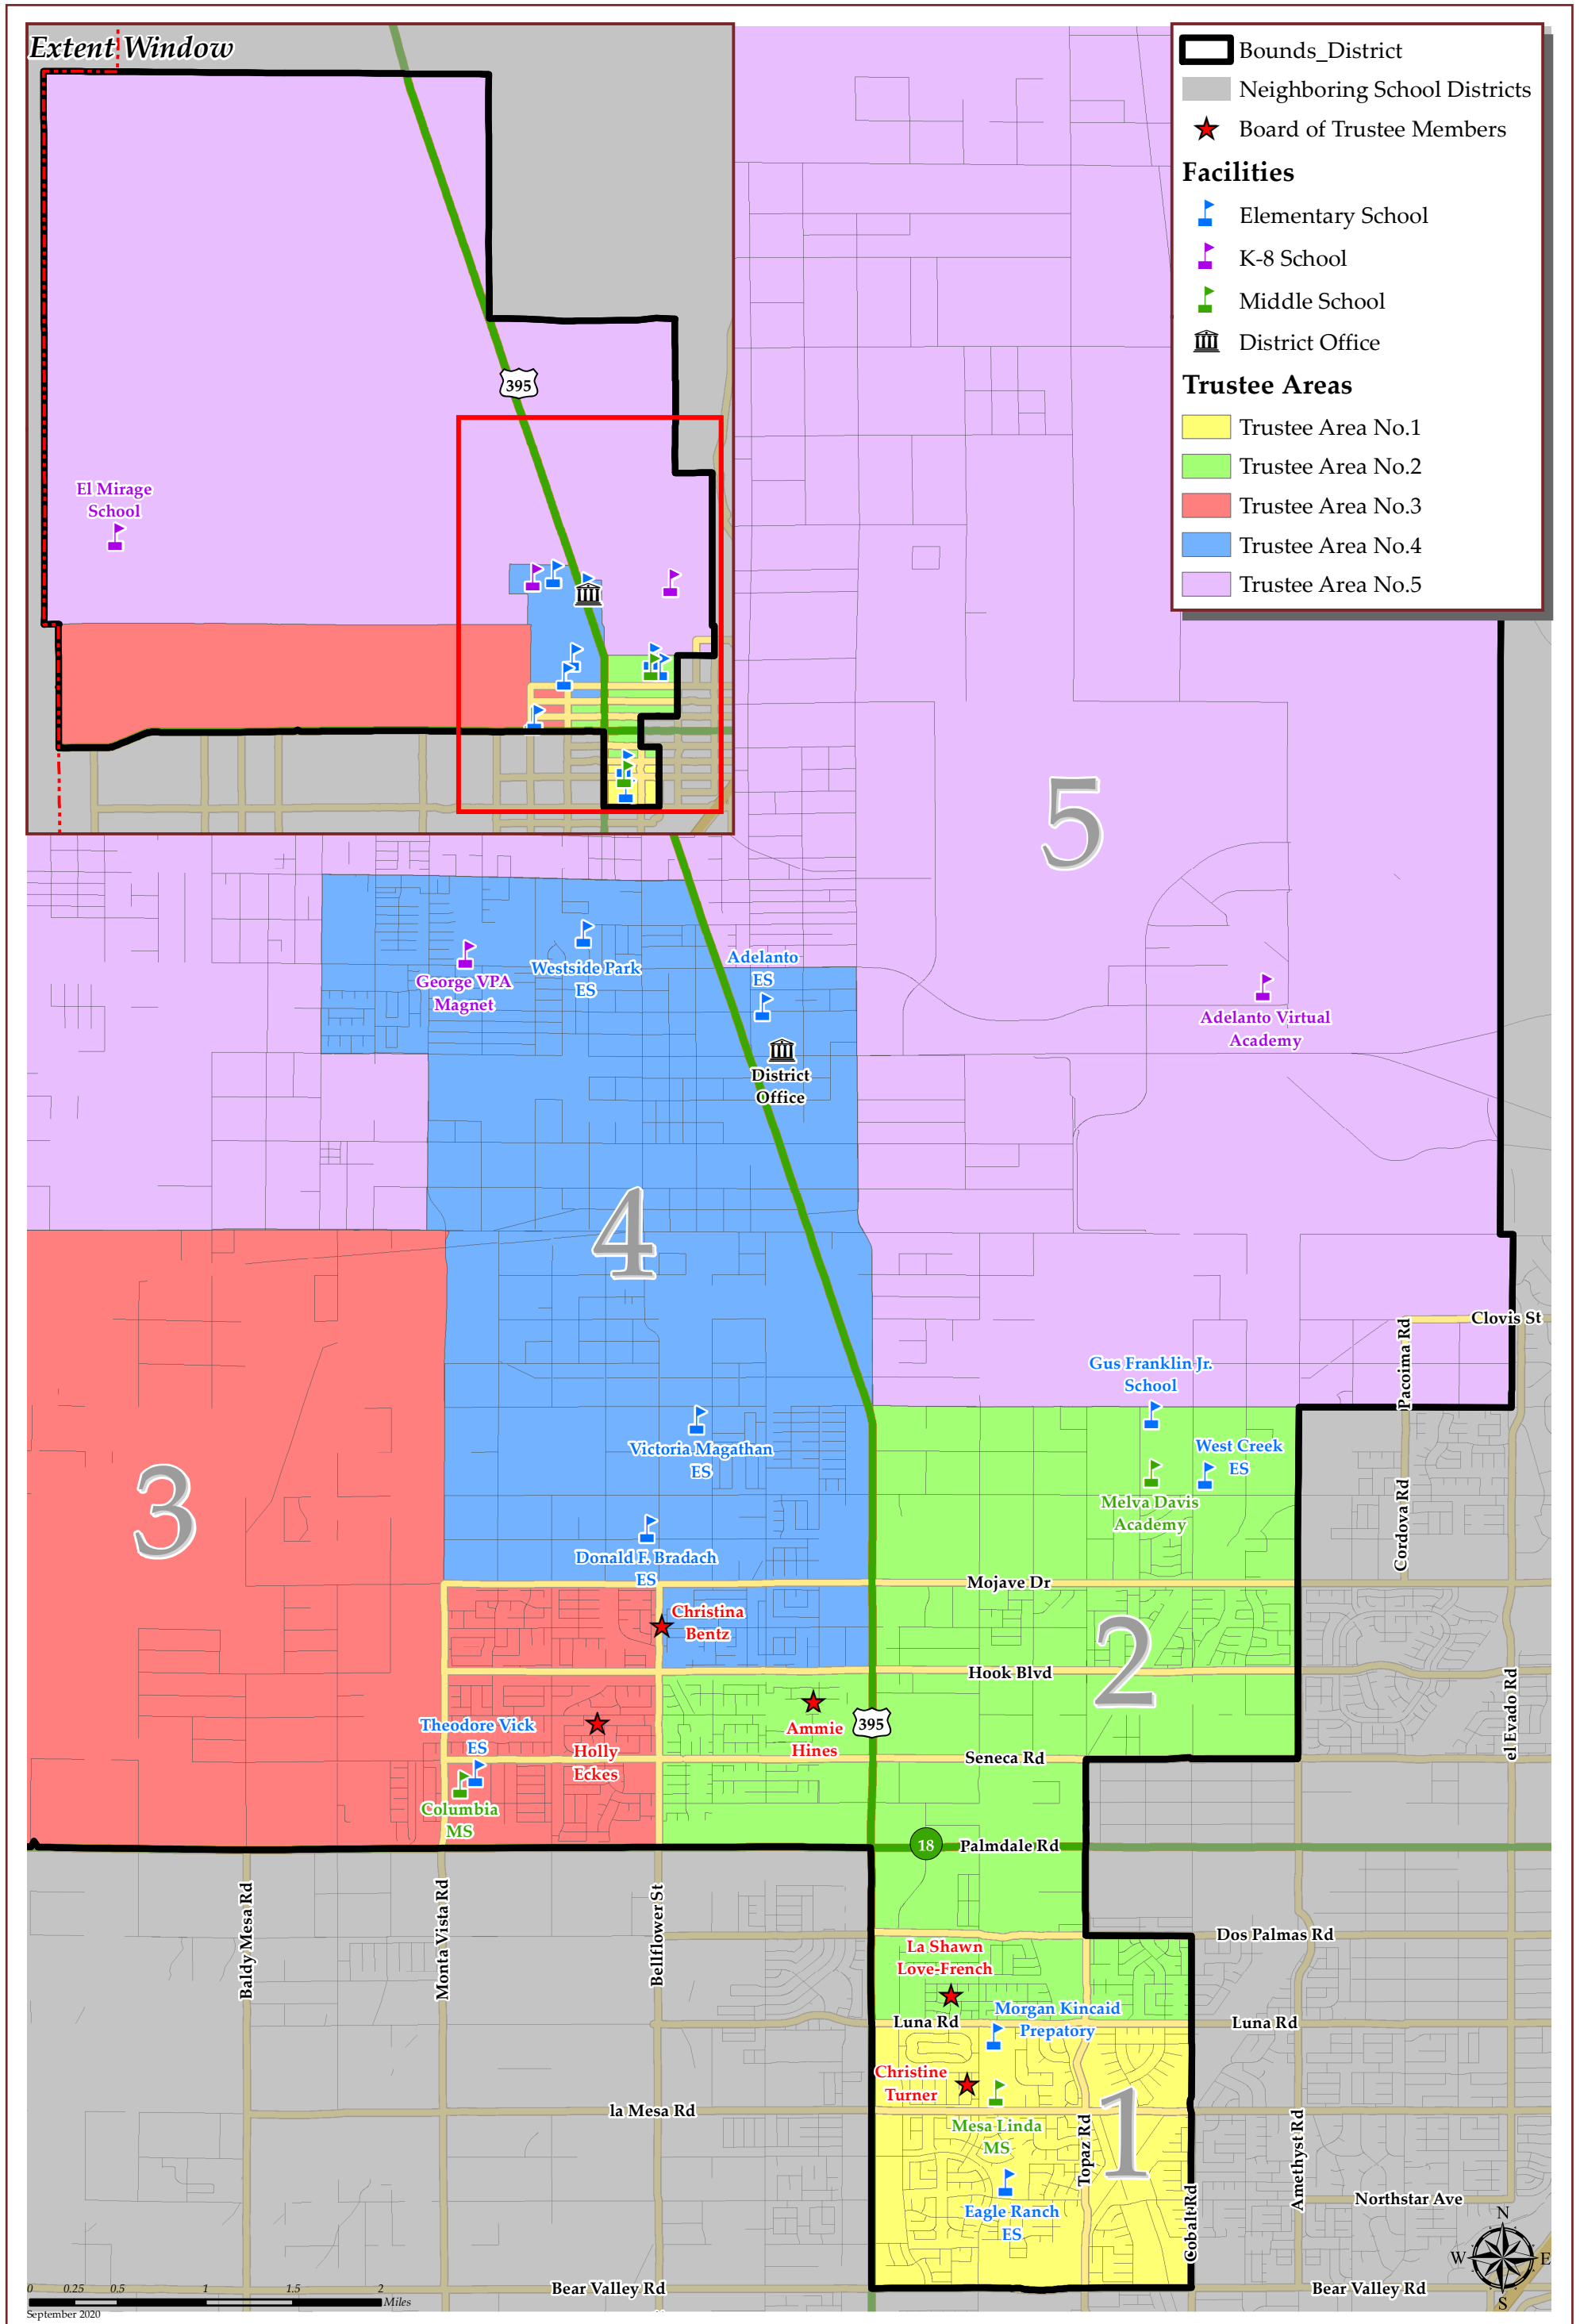 Extent Window
395
El Mirage
School
Bounds_District
Neighboring School Districts
Board of Trustee Members
Facilities
Elementary School
K-8 School
Middle School
District Office
Trustee Areas
Trustee Area No.1
Trustee Area No.2
Trustee Area No.3
Trustee Area No.4
Trustee Area No.5
5
George VPA
Magnet
Westside Park
ES
Adelanto
ES
District
Office
Adelanto Virtual
Academy
4
Clovis St
Pacoima Rd
Gus Franklin Jr.
School
West Creek
ES
Melva Davis
Academy
Victoria Magathan
ES
3
Donald F. Bradach
ES
Cordova Rd
Mojave Dr
Christina
Bentz
2
Hook Blvd
el Evado Rd
Theodore Vick
ES
Holly
Eckes
Ammie
Hines
395
Seneca Rd
Columbia
MS
18
Palmdale Rd
Baldy Mesa Rd
Monta Vista Rd
Bellflower St
Dos Palmas Rd
La Shawn
Love-French
Morgan Kincaid
Prepatory
Luna Rd
Luna Rd
Christine
Turner
la Mesa Rd
Mesa Linda
MS
Topaz Rd
1
Amethyst Rd
Eagle Ranch
ES
Cobalt Rd
Northstar Ave
N
W
E
S
Bear Valley Rd
Bear Valley Rd
0 0.25 0.5 1 1.5 2
Miles
September 2020